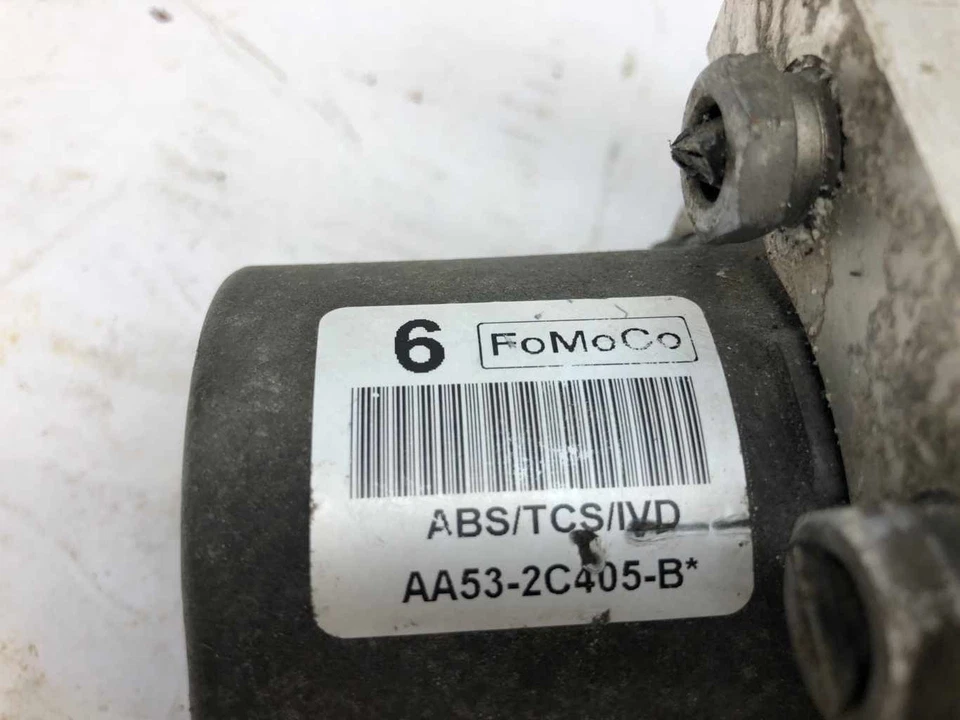 6 FoMoCo
ABS/TCS/IVD
AA53-2C405-B*